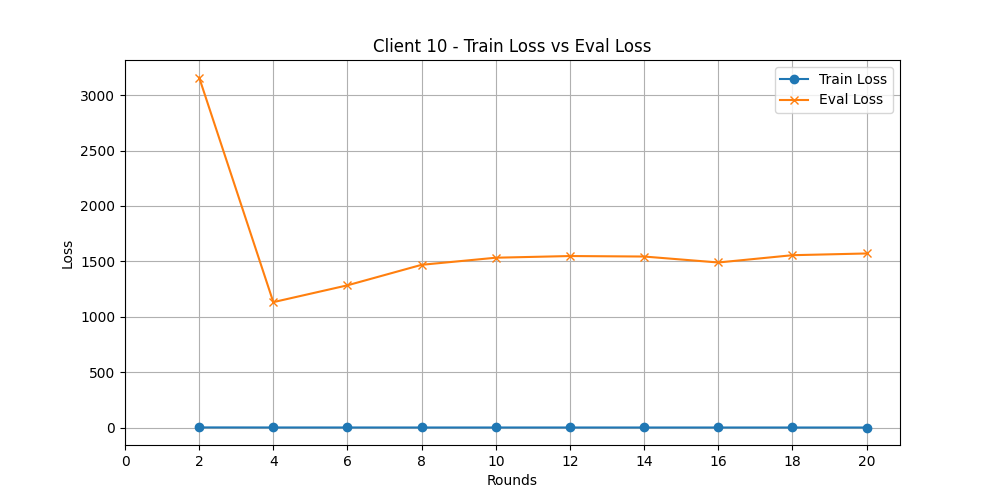 Client 10 - Train Loss vs Eval Loss
Train Loss
Eval Loss
3000
2500
2000
1500
1000
500
0
Loss
0 2 4 6 8 10 12 14 16 18 20
Rounds